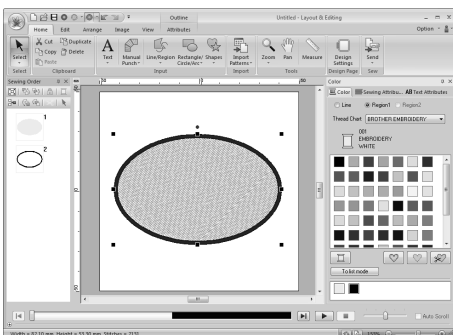 Outline
Untitled - Layout & Editing
Home Edit Arrange Image View Attributes
Option
Select
Cut Duplicate
Copy Delete
Paste
Text
Manual Punch
Line/Region
Rectangle/ Circle/Arc
Shapes
Import Patterns
Zoom
Pan
Measure
Design Settings
Send
Select Clipboard Input Import Tools Design Page Sew
Sewing Order
Color
1
2
Color Sewing Attribu... AB Text Attributes
Line Region1 Region2
Thread Chart BROTHER EMBROIDERY
001
EMBROIDERY
WHITE
To list mode
Auto Scroll